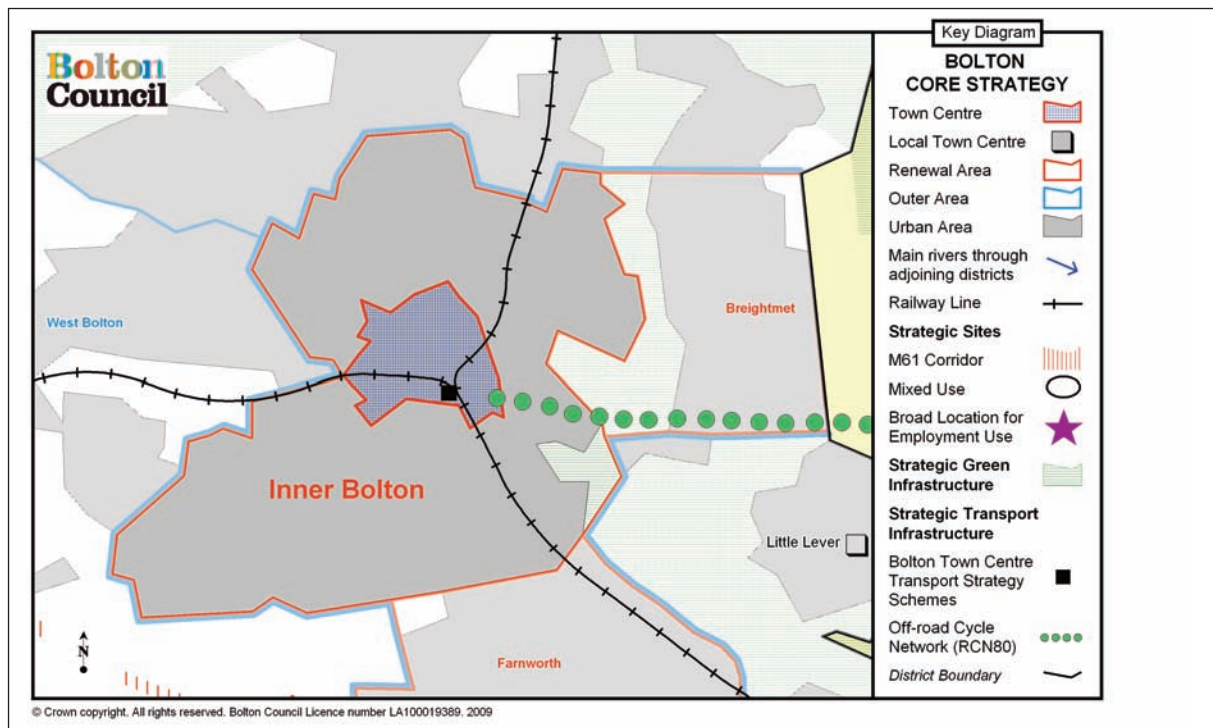 Bolton
Council
West Bolton
Breightmet
Inner Bolton
Little Lever
Farnworth
N
Key Diagram
BOLTON
CORE STRATEGY
Town Centre
Local Town Centre
Renewal Area
Outer Area
Urban Area
Main rivers through
adjoining districts
Railway Line
Strategic Sites
M61 Corridor
Mixed Use
Broad Location for
Employment Use
Strategic Green
Infrastructure
Strategic Transport
Infrastructure
Bolton Town Centre
Transport Strategy
Schemes
Off-road Cycle
Network (RCN80)
District Boundary
© Crown copyright. All rights reserved. Bolton Council Licence number LA100019389. 2009